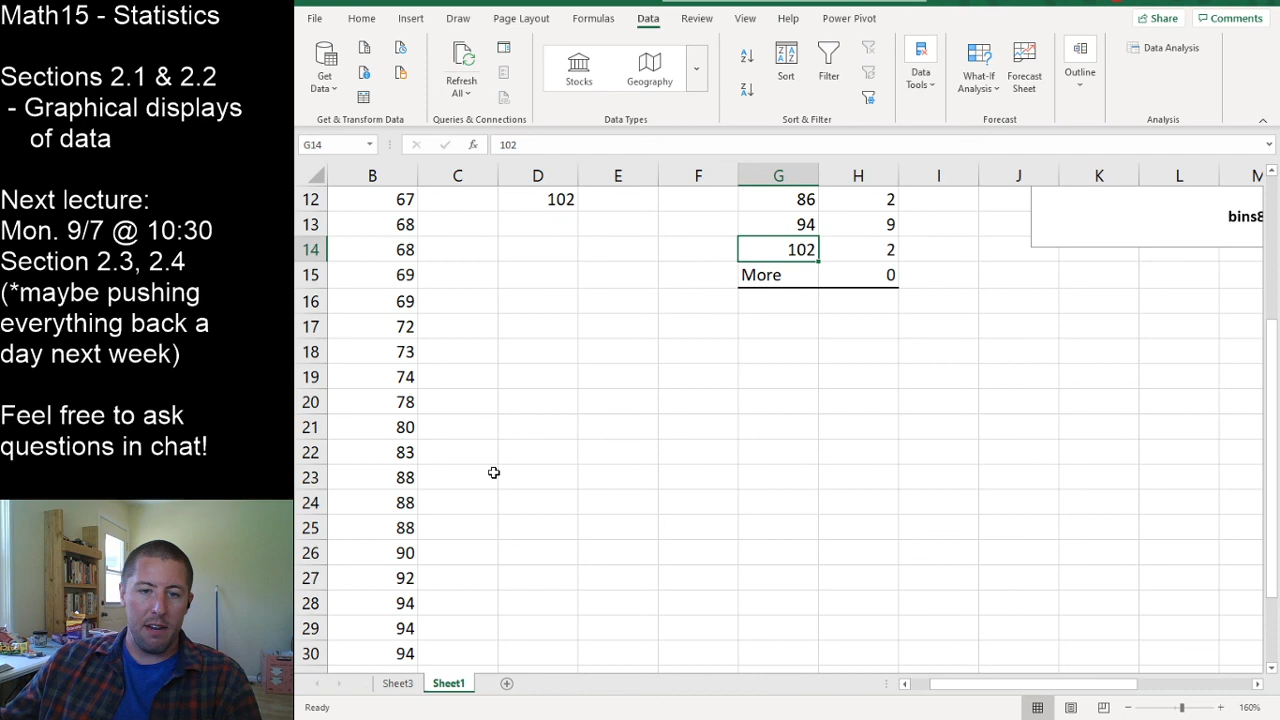 Math15 - Statistics
Sections 2.1 & 2.2
- Graphical displays
of data
Next lecture:
Mon. 9/7 @ 10:30
Section 2.3, 2.4
(*maybe pushing
everything back a
day next week)
Feel free to ask
questions in chat!
File Home Insert Draw Page Layout Formulas Data Review View Help Power Pivot Share Comments
Get Data
Refresh All
Stocks
Geography
Sort
Filter
Data Tools
What-If Analysis
Forecast Sheet
Outline
Data Analysis
Get & Transform Data
Queries & Connections
Data Types
Sort & Filter
Forecast
Analysis
G14 fx 102
B C D E F G H I J K L M
12 67 102 86 2
13 68 94 9 bins8
14 68 102 2
15 69 More 0
16 69
17 72
18 73
19 74
20 78
21 80
22 83
23 88
24 88
25 88
26 90
27 92
28 94
29 94
30 94
Sheet3 Sheet1
Ready 160%